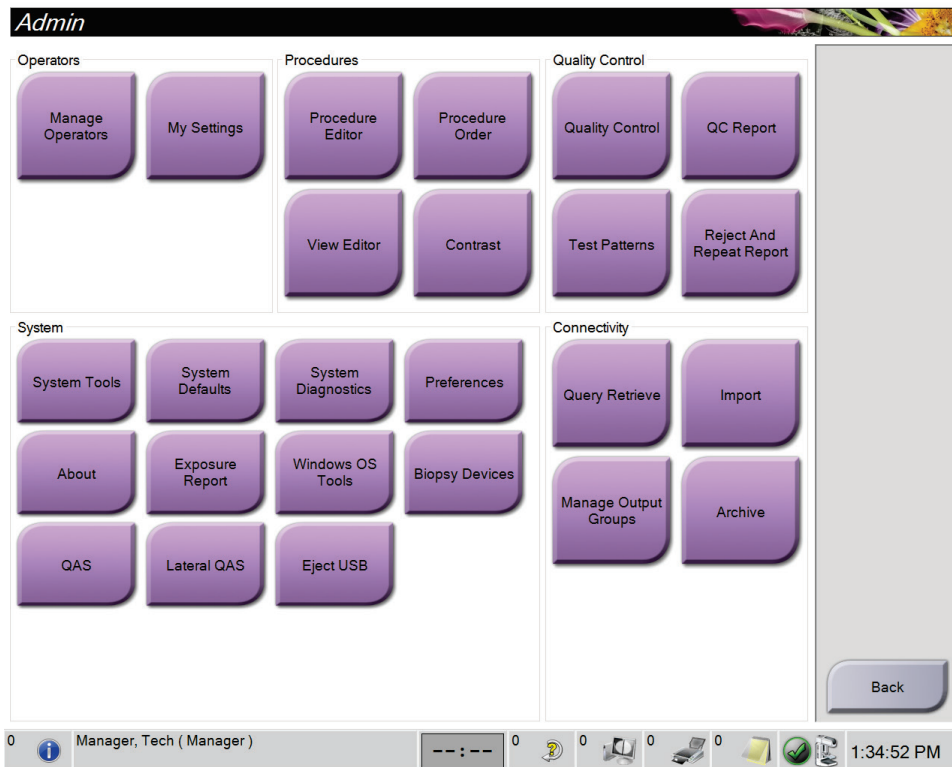 Admin
Operators
Manage
Operators
My Settings
Procedures
Procedure
Editor
Procedure
Order
View Editor
Contrast
Quality Control
Quality Control
QC Report
Test Patterns
Reject And
Repeat Report
System
System Tools
System
Defaults
System
Diagnostics
Preferences
About
Exposure
Report
Windows OS
Tools
Biopsy Devices
QAS
Lateral QAS
Eject USB
Connectivity
Query Retrieve
Import
Manage Output
Groups
Archive
Back
0
Manager, Tech ( Manager )
--:--
0
0
0
0
1:34:52 PM